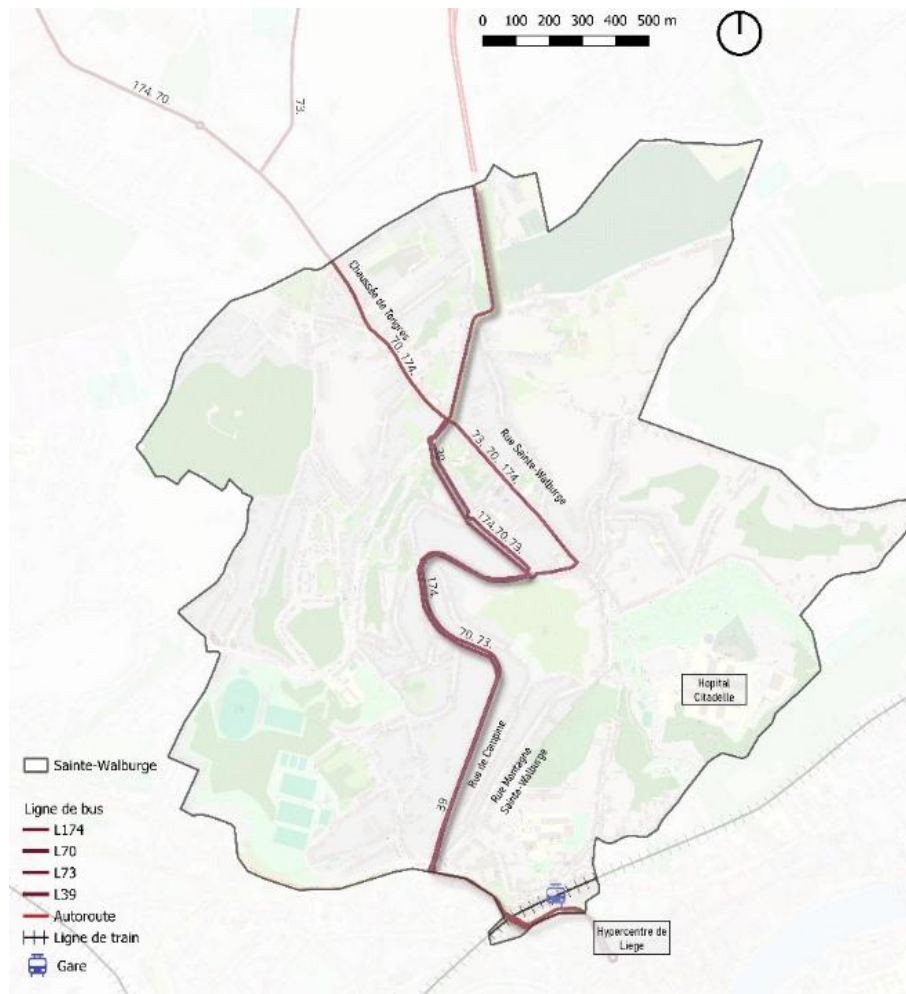 0 100 200 300 400 500 m
174. 70.
73.
Chaussée de Tongres
70. 174.
73. 70. 174.
Rue Sainte-Walburge
70.
174. 70. 73.
174.
70. 73.
Hopital
Citadelle
Rue de Campine
Rue Montagne
Sainte-Walburge
39
Sainte-Walburge
Ligne de bus
L174
L70
L73
L39
Autoroute
Ligne de train
Gare
Hypercentre de
Liege